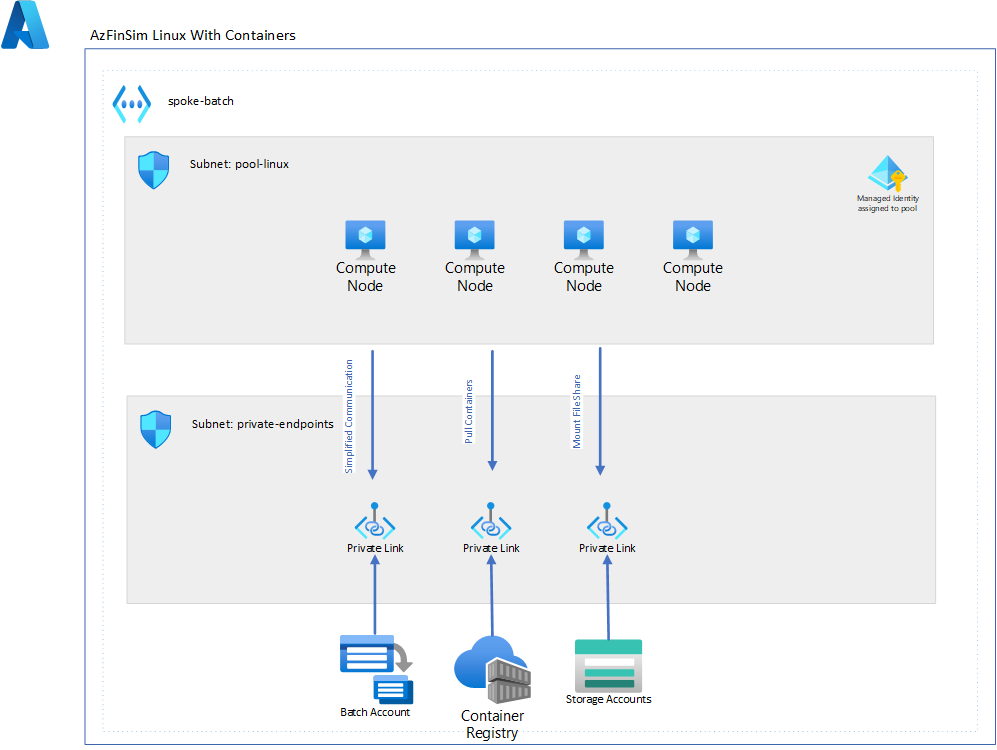 AzFinSim Linux With Containers
spoke-batch
Subnet: pool-linux
Managed Identity
assigned to pool
Compute
Node
Compute
Node
Compute
Node
Compute
Node
Simplified Communication
Pull Containers
Mount FileShare
Subnet: private-endpoints
Private Link
Private Link
Private Link
Batch Account
Container
Registry
Storage Accounts